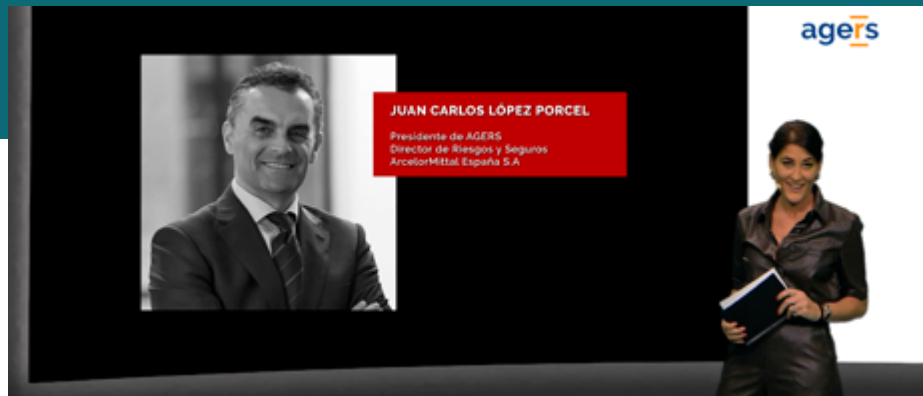 agers
JUAN CARLOS LÓPEZ PORCEL
Presidente de AGERS
Director de Riesgos y Seguros
ArcelorMittal España S.A